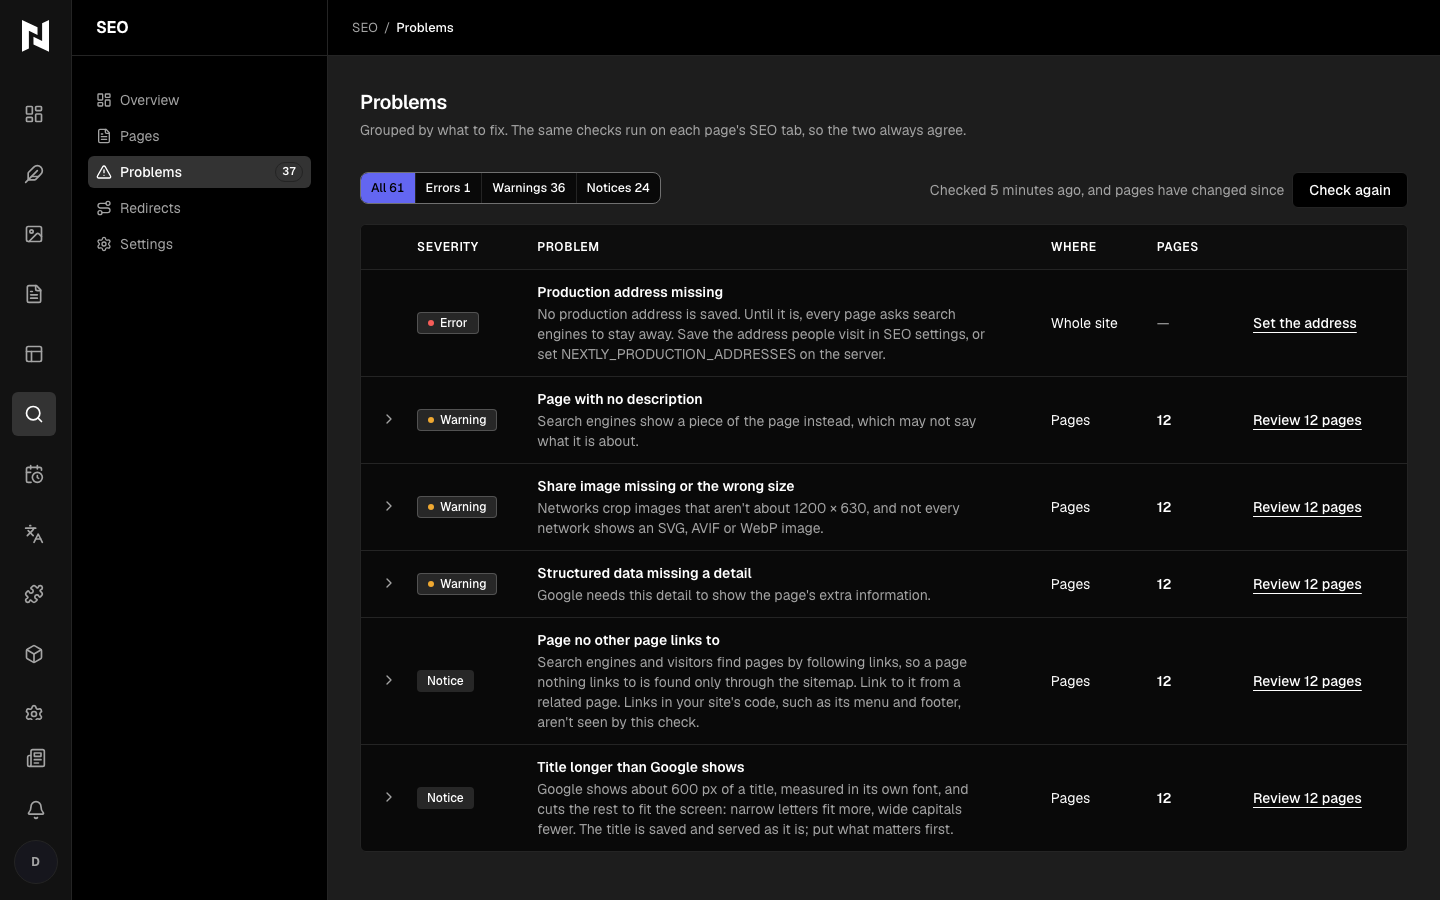 SEO
SEO / Problems
Overview
Pages
Problems 37
Redirects
Settings
Problems
Grouped by what to fix. The same checks run on each page's SEO tab, so the two always agree.
All 61 Errors 1 Warnings 36 Notices 24
Checked 5 minutes ago, and pages have changed since Check again
SEVERITY PROBLEM WHERE PAGES
Production address missing
No production address is saved. Until it is, every page asks search
engines to stay away. Save the address people visit in SEO settings, or
set NEXTLY_PRODUCTION_ADDRESSES on the server.
Error Whole site — Set the address
Page with no description
Search engines show a piece of the page instead, which may not say
what it is about.
Warning Pages 12 Review 12 pages
Share image missing or the wrong size
Networks crop images that aren't about 1200 × 630, and not every
network shows an SVG, AVIF or WebP image.
Warning Pages 12 Review 12 pages
Structured data missing a detail
Google needs this detail to show the page's extra information.
Warning Pages 12 Review 12 pages
Page no other page links to
Search engines and visitors find pages by following links, so a page
nothing links to is found only through the sitemap. Link to it from a
related page. Links in your site's code, such as its menu and footer,
aren't seen by this check.
Notice Pages 12 Review 12 pages
Title longer than Google shows
Google shows about 600 px of a title, measured in its own font, and
cuts the rest to fit the screen: narrow letters fit more, wide capitals
fewer. The title is saved and served as it is; put what matters first.
Notice Pages 12 Review 12 pages
D